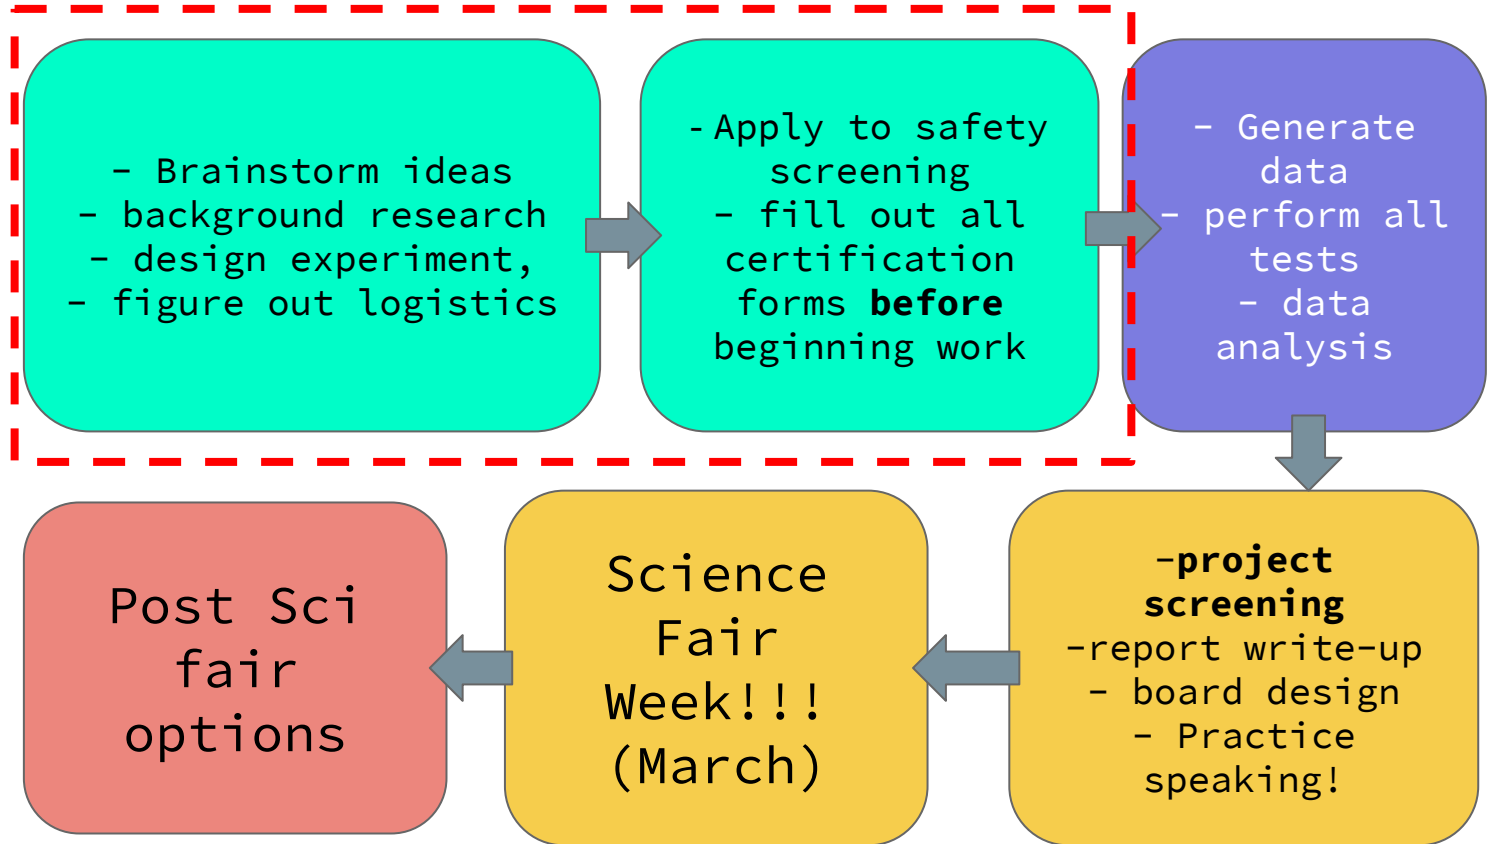 - Brainstorm ideas
- background research
- design experiment,
- figure out logistics
- Apply to safety
screening
- fill out all
certification
forms before
beginning work
- Generate
data
- perform all
tests
- data
analysis
-project
screening
-report write-up
- board design
- Practice
speaking!
Science
Fair
Week!!!
(March)
Post Sci
fair
options